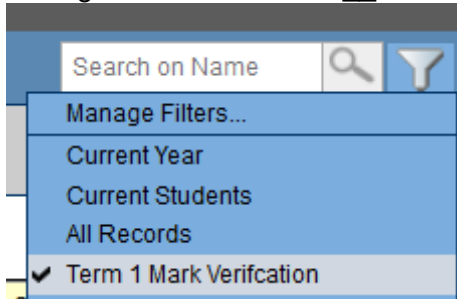 Search on Name
Manage Filters...
Current Year
Current Students
All Records
Term 1 Mark Verifcation